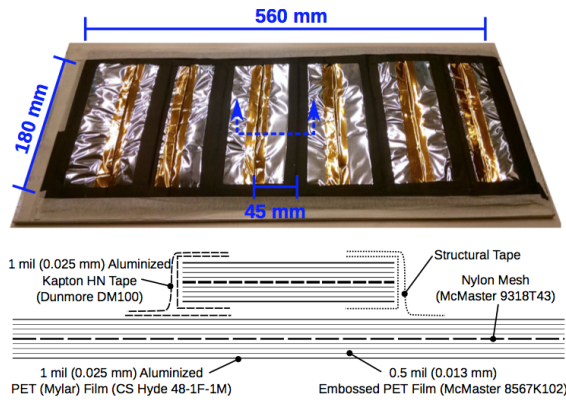 560 mm
180 mm
45 mm
1 mil (0.025 mm) Aluminized
Kapton HN Tape
(Dunmore DM100)
Structural Tape
Nylon Mesh
(McMaster 9318T43)
1 mil (0.025 mm) Aluminized
PET (Mylar) Film (CS Hyde 48-1F-1M)
0.5 mil (0.013 mm)
Embossed PET Film (McMaster 8567K102)